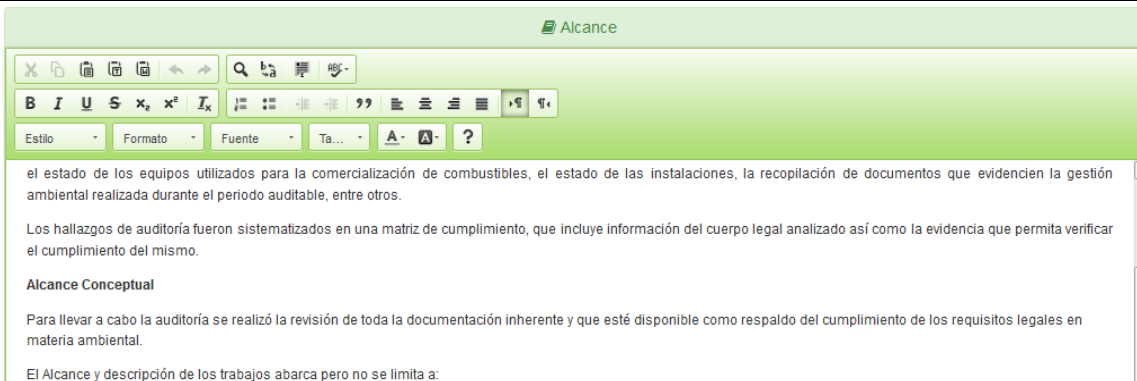 Alcance
B I U S x₂ x² Iₓ
Estilo Formato Fuente Ta... A A ?
el estado de los equipos utilizados para la comercialización de combustibles, el estado de las instalaciones, la recopilación de documentos que evidencien la gestión
ambiental realizada durante el periodo auditable, entre otros.
Los hallazgos de auditoría fueron sistematizados en una matriz de cumplimiento, que incluye información del cuerpo legal analizado así como la evidencia que permita verificar
el cumplimiento del mismo.
Alcance Conceptual
Para llevar a cabo la auditoría se realizó la revisión de toda la documentación inherente y que esté disponible como respaldo del cumplimiento de los requisitos legales en
materia ambiental.
El Alcance y descripción de los trabajos abarca pero no se limita a: